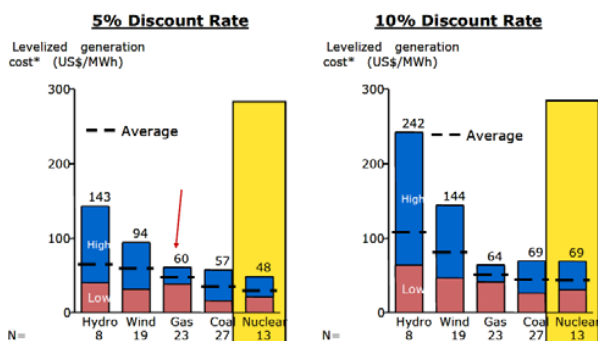 5% Discount Rate
Levelized generation
cost* (US$/MWh)
300
200
100
0
Average
143
94
60
57
48
High
Low
Hydro Wind Gas Coal Nuclear
N= 8 19 23 27 13
10% Discount Rate
Levelized generation
cost* (US$/MWh)
300
200
100
0
Average
242
144
64
69
69
High
Low
Hydro Wind Gas Coal Nuclear
N= 8 19 23 27 13